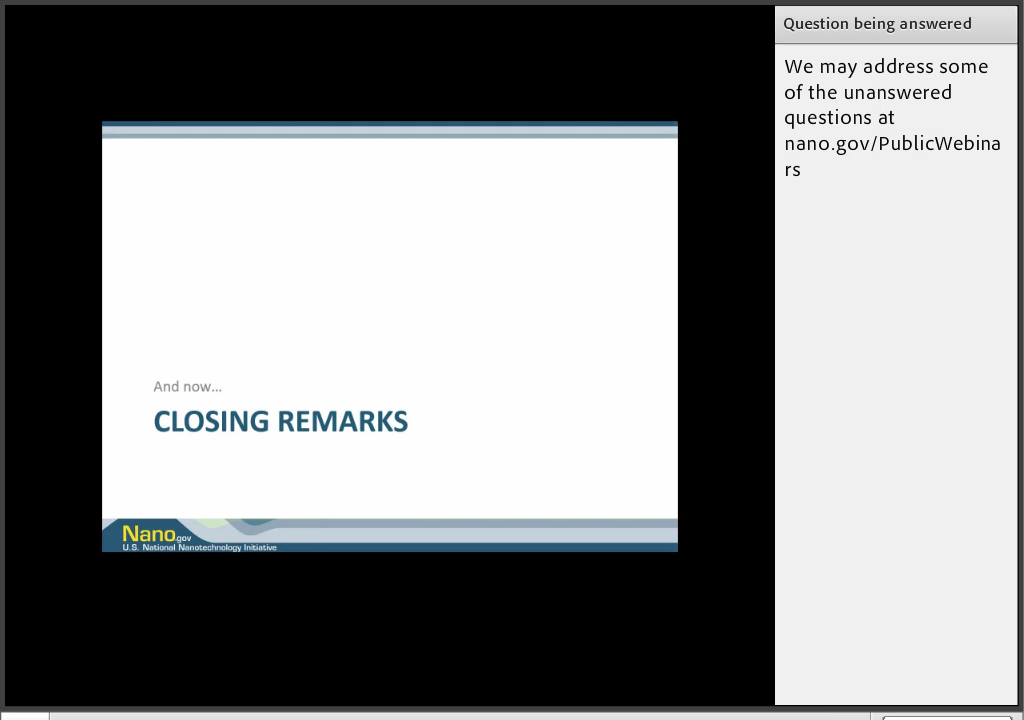 Question being answered
We may address some
of the unanswered
questions at
nano.gov/PublicWebina
rs
And now...
CLOSING REMARKS
Nano.gov
U.S. National Nanotechnology Initiative